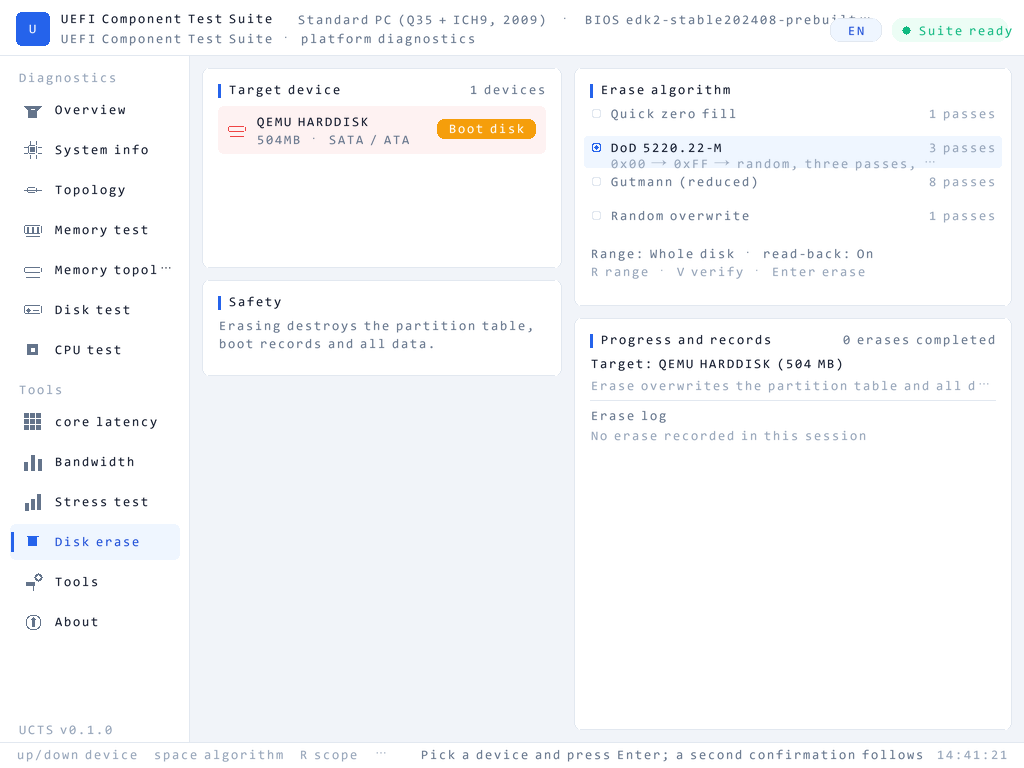 U
UEFI Component Test Suite
UEFI Component Test Suite · platform diagnostics
Standard PC (Q35 + ICH9, 2009) · BIOS edk2-stable202408-prebuilt…
EN
Suite ready
Diagnostics
Overview
System info
Topology
Memory test
Memory topol…
Disk test
CPU test
Tools
core latency
Bandwidth
Stress test
Disk erase
Tools
About
UCTS v0.1.0
Target device
1 devices
QEMU HARDDISK
504MB · SATA / ATA
Boot disk
Safety
Erasing destroys the partition table,
boot records and all data.
Erase algorithm
Quick zero fill 1 passes
DoD 5220.22-M 3 passes
0x00 → 0xFF → random, three passes, …
Gutmann (reduced) 8 passes
Random overwrite 1 passes
Range: Whole disk · read-back: On
R range · V verify · Enter erase
Progress and records 0 erases completed
Target: QEMU HARDDISK (504 MB)
Erase overwrites the partition table and all d…
Erase log
No erase recorded in this session
up/down device space algorithm R scope … Pick a device and press Enter; a second confirmation follows 14:41:21